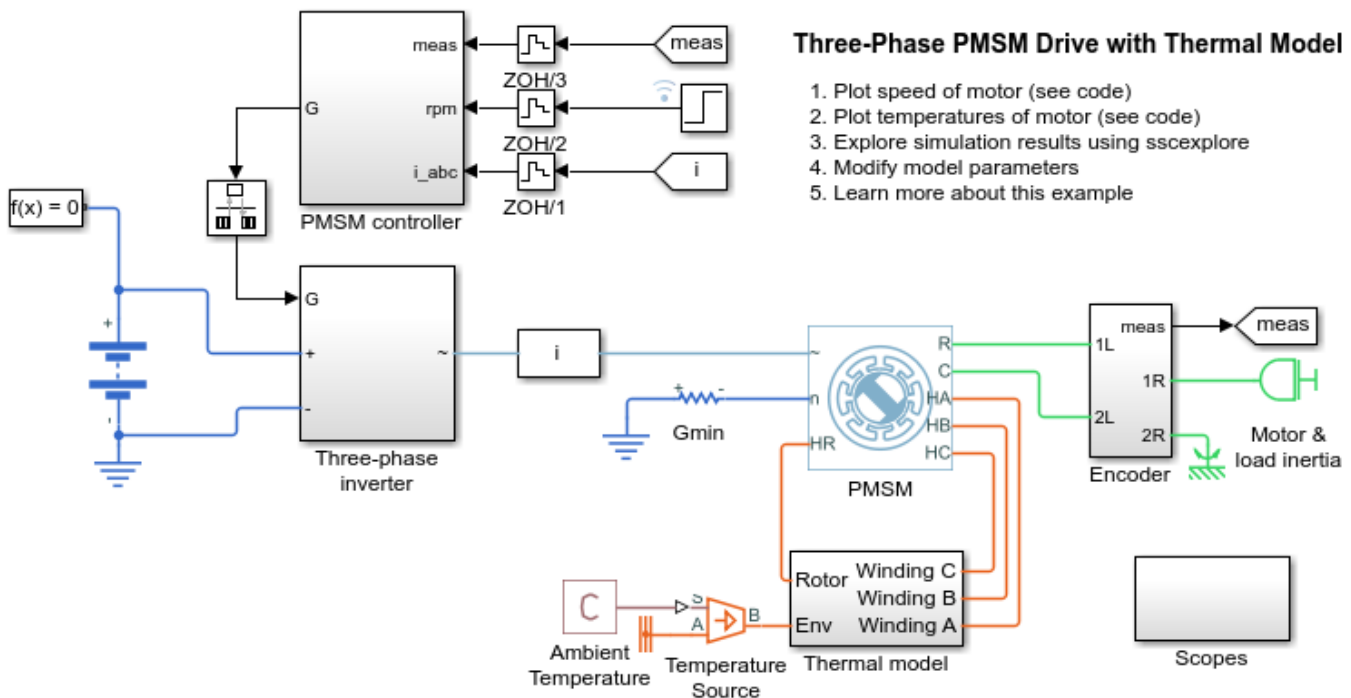 Three-Phase PMSM Drive with Thermal Model
1. Plot speed of motor (see code)
2. Plot temperatures of motor (see code)
3. Explore simulation results using sscexplore
4. Modify model parameters
5. Learn more about this example
meas
meas
ZOH/3
G
rpm
ZOH/2
i_abc
i
ZOH/1
PMSM controller
f(x) = 0
G
+
+
~
-
-
Three-phase
inverter
i
+
-
Gmin
~
n
HR
R
C
HA
HB
HC
PMSM
meas
meas
1L
1R
2L
2R
Encoder
Motor &
load inertia
Rotor
Winding C
Winding B
Env
Winding A
Thermal model
C
Ambient
Temperature
S
A
B
Temperature
Source
Scopes